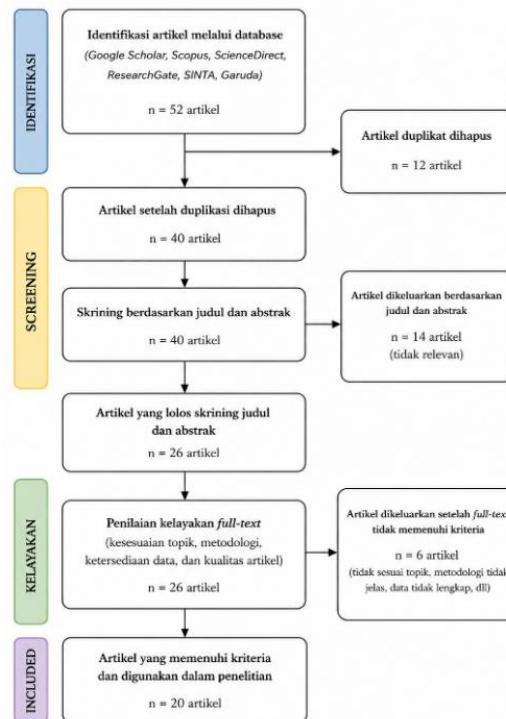 IDENTIFIKASI
Identifikasi artikel melalui database
(Google Scholar, Scopus, ScienceDirect,
ResearchGate, SINTA, Garuda)
n = 52 artikel
Artikel duplikat dihapus
n = 12 artikel
SCREENING
Artikel setelah duplikasi dihapus
n = 40 artikel
Skrining berdasarkan judul dan abstrak
n = 40 artikel
Artikel dikeluarkan berdasarkan
judul dan abstrak
n = 14 artikel
(tidak relevan)
Artikel yang lolos skrining judul
dan abstrak
n = 26 artikel
KELAYAKAN
Penilaian kelayakan full-text
(kesesuaian topik, metodologi,
ketersediaan data, dan kualitas artikel)
n = 26 artikel
Artikel dikeluarkan setelah full-tex
tidak memenuhi kriteria
n = 6 artikel
(tidak sesuai topik, metodologi tidak
jelas, data tidak lengkap, dll)
INCLUDED
Artikel yang memenuhi kriteria
dan digunakan dalam penelitian
n = 20 artikel